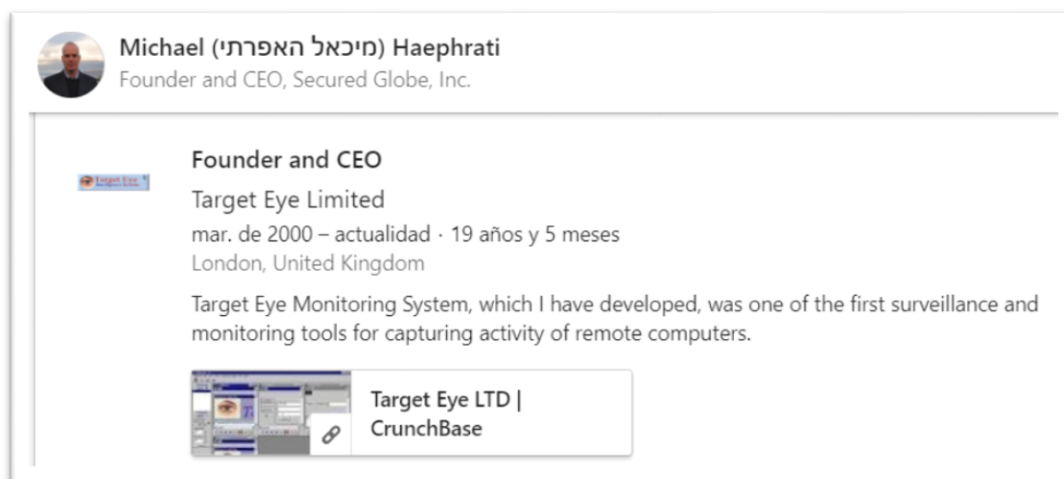 Michael (מיכאל האפרתי) Haephrati
Founder and CEO, Secured Globe, Inc.
Founder and CEO
Target Eye
Target Eye Limited
mar. de 2000 – actualidad · 19 años y 5 meses
London, United Kingdom
Target Eye Monitoring System, which I have developed, was one of the first surveillance and
monitoring tools for capturing activity of remote computers.
Target Eye LTD |
CrunchBase